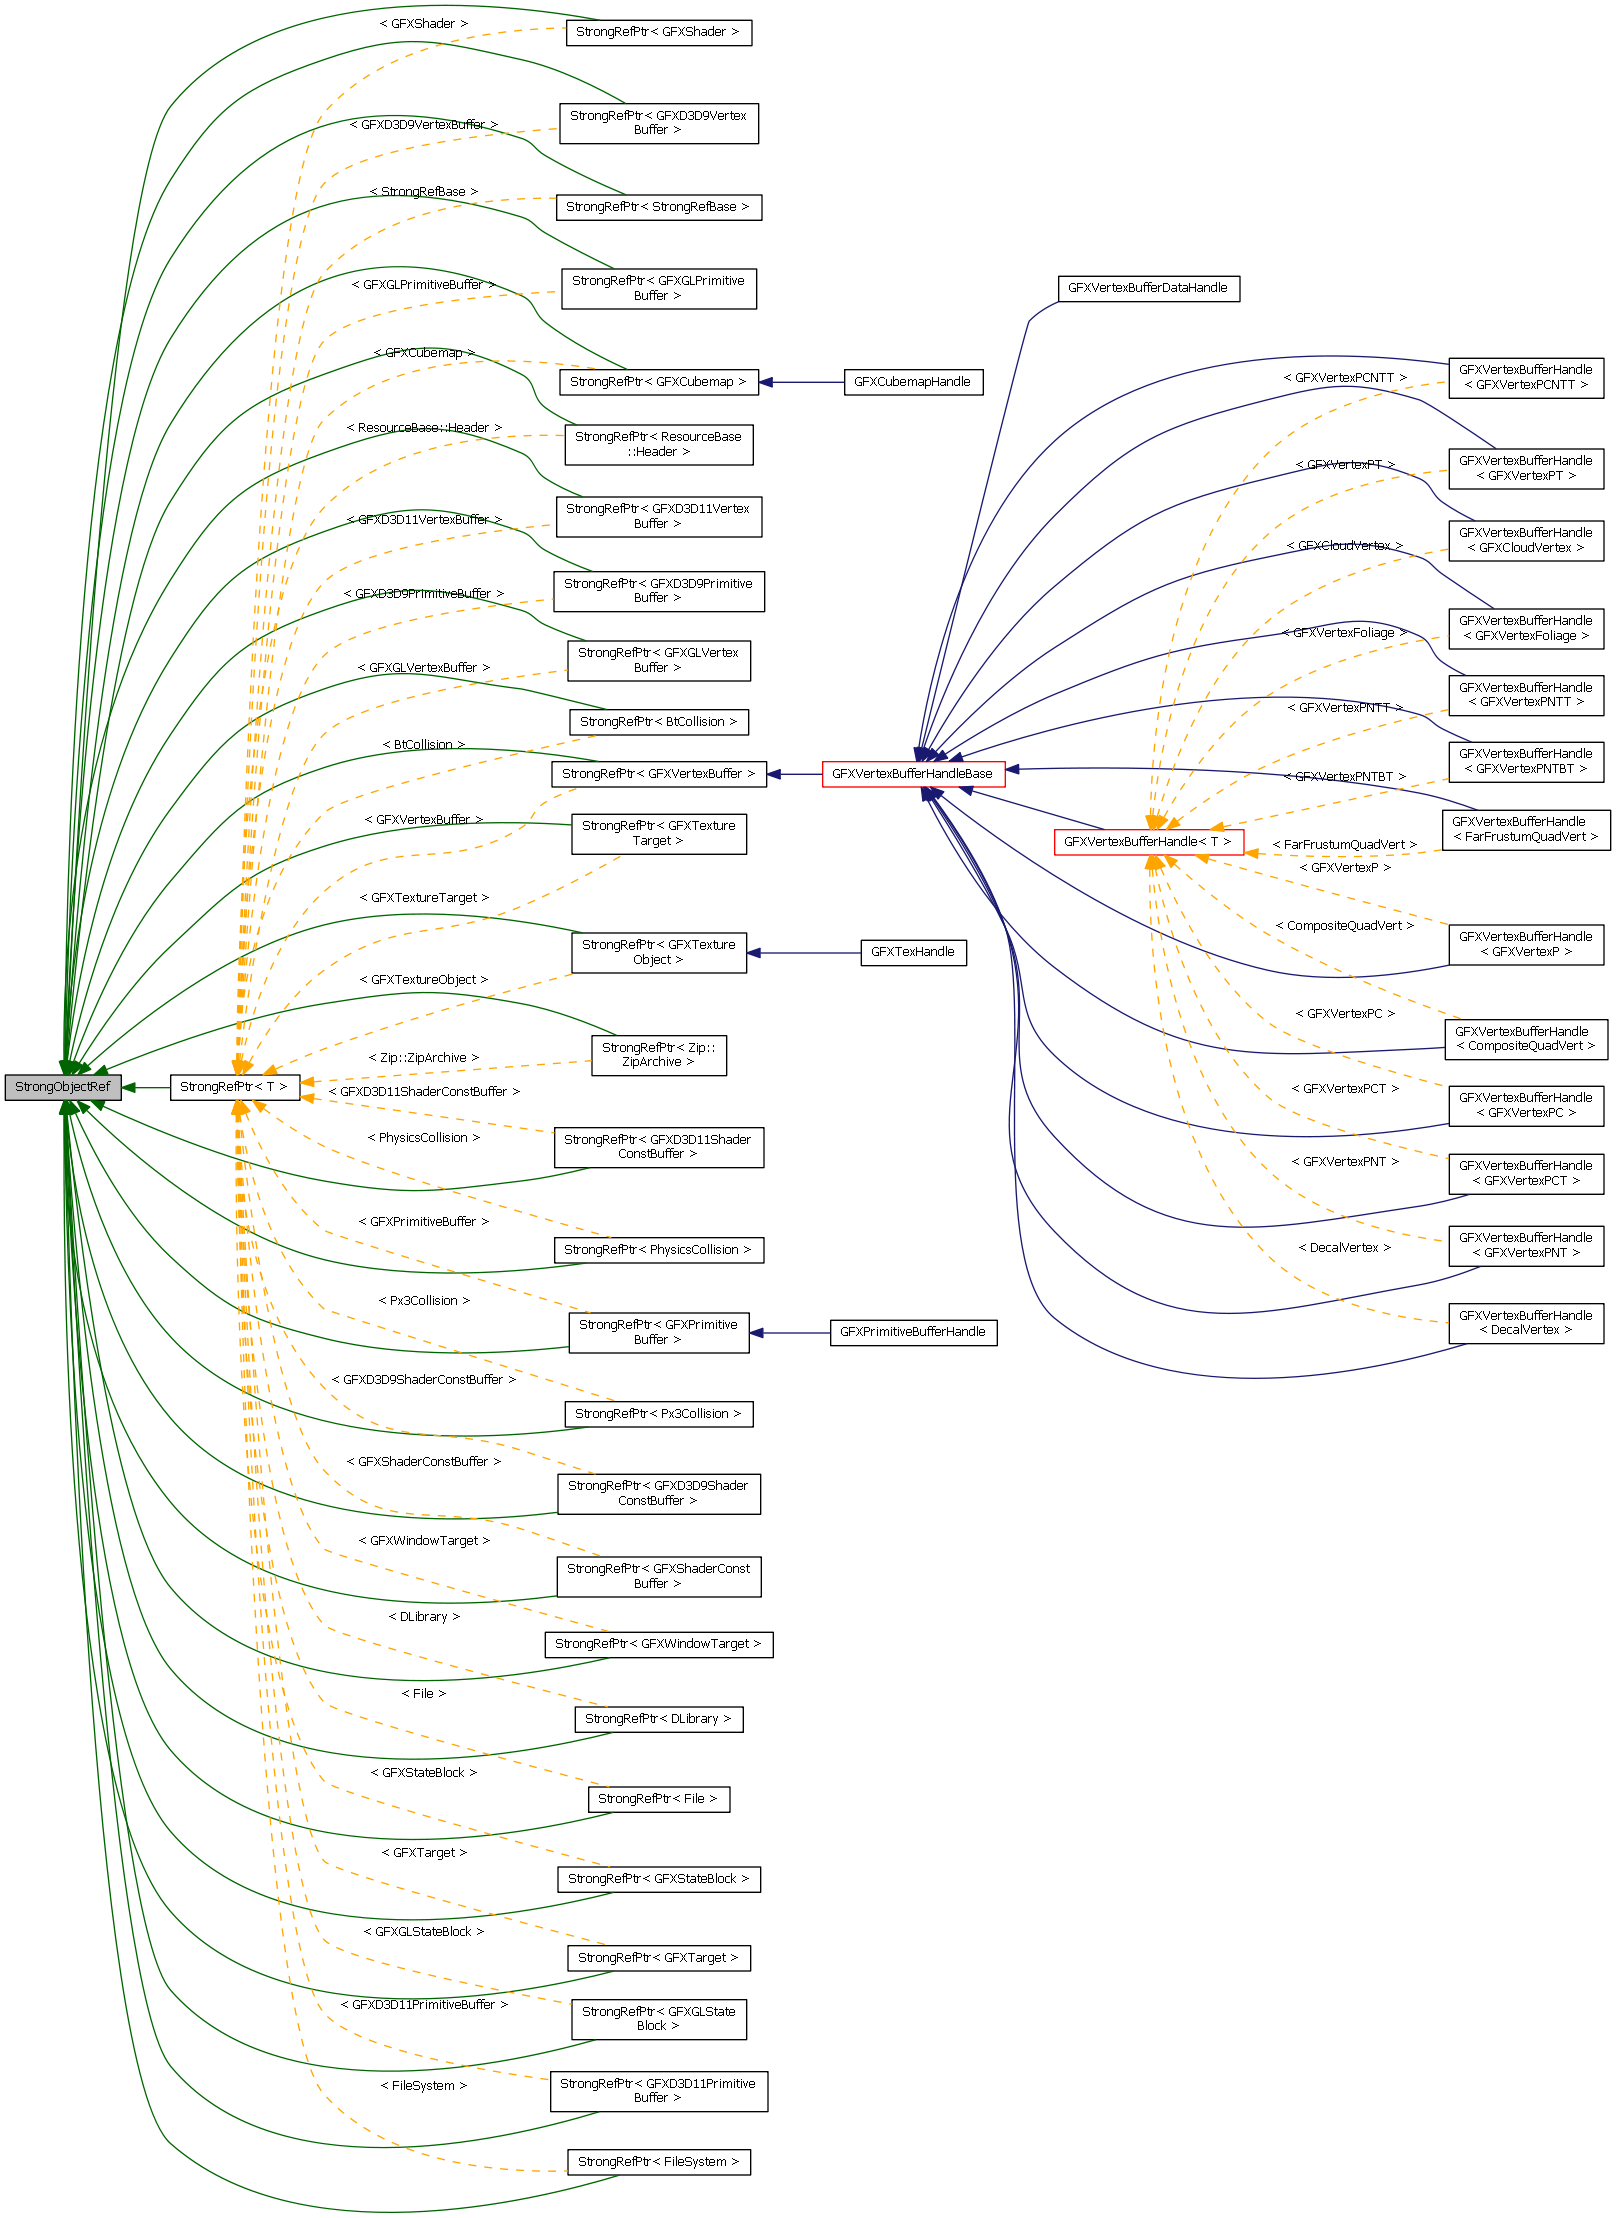 StrongObjectRef
StrongRefPtr< T >
< GFXShader >
< GFXD3D9VertexBuffer >
< StrongRefBase >
< GFXGLPrimitiveBuffer >
< GFXCubemap >
< ResourceBase::Header >
< GFXD3D11VertexBuffer >
< GFXD3D9PrimitiveBuffer >
< GFXGLVertexBuffer >
< BtCollision >
< GFXVertexBuffer >
< GFXTextureTarget >
< GFXTextureObject >
< Zip::ZipArchive >
< GFXD3D11ShaderConstBuffer >
< PhysicsCollision >
< GFXPrimitiveBuffer >
< Px3Collision >
< GFXD3D9ShaderConstBuffer >
< GFXShaderConstBuffer >
< GFXWindowTarget >
< DLibrary >
< File >
< GFXStateBlock >
< GFXTarget >
< GFXGLStateBlock >
< GFXD3D11PrimitiveBuffer >
< FileSystem >
StrongRefPtr< GFXShader >
StrongRefPtr< GFXD3D9Vertex
Buffer >
StrongRefPtr< StrongRefBase >
StrongRefPtr< GFXGLPrimitive
Buffer >
StrongRefPtr< GFXCubemap >
StrongRefPtr< ResourceBase
::Header >
StrongRefPtr< GFXD3D11Vertex
Buffer >
StrongRefPtr< GFXD3D9Primitive
Buffer >
StrongRefPtr< GFXGLVertex
Buffer >
StrongRefPtr< BtCollision >
StrongRefPtr< GFXVertexBuffer >
StrongRefPtr< GFXTexture
Target >
StrongRefPtr< GFXTexture
Object >
StrongRefPtr< Zip::
ZipArchive >
StrongRefPtr< GFXD3D11Shader
ConstBuffer >
StrongRefPtr< PhysicsCollision >
StrongRefPtr< GFXPrimitive
Buffer >
StrongRefPtr< Px3Collision >
StrongRefPtr< GFXD3D9Shader
ConstBuffer >
StrongRefPtr< GFXShaderConst
Buffer >
StrongRefPtr< GFXWindowTarget >
StrongRefPtr< DLibrary >
StrongRefPtr< File >
StrongRefPtr< GFXStateBlock >
StrongRefPtr< GFXTarget >
StrongRefPtr< GFXGLState
Block >
StrongRefPtr< GFXD3D11Primitive
Buffer >
StrongRefPtr< FileSystem >
GFXCubemapHandle
GFXVertexBufferHandleBase
GFXTexHandle
GFXPrimitiveBufferHandle
GFXVertexBufferDataHandle
GFXVertexBufferHandle< T >
< GFXVertexPCNTT >
< GFXVertexPT >
< GFXCloudVertex >
< GFXVertexFoliage >
< GFXVertexPNTT >
< GFXVertexPNTBT >
< FarFrustumQuadVert >
< GFXVertexP >
< CompositeQuadVert >
< GFXVertexPC >
< GFXVertexPCT >
< GFXVertexPNT >
< DecalVertex >
GFXVertexBufferHandle
< GFXVertexPCNTT >
GFXVertexBufferHandle
< GFXVertexPT >
GFXVertexBufferHandle
< GFXCloudVertex >
GFXVertexBufferHandle
< GFXVertexFoliage >
GFXVertexBufferHandle
< GFXVertexPNTT >
GFXVertexBufferHandle
< GFXVertexPNTBT >
GFXVertexBufferHandle
< FarFrustumQuadVert >
GFXVertexBufferHandle
< GFXVertexP >
GFXVertexBufferHandle
< CompositeQuadVert >
GFXVertexBufferHandle
< GFXVertexPC >
GFXVertexBufferHandle
< GFXVertexPCT >
GFXVertexBufferHandle
< GFXVertexPNT >
GFXVertexBufferHandle
< DecalVertex >